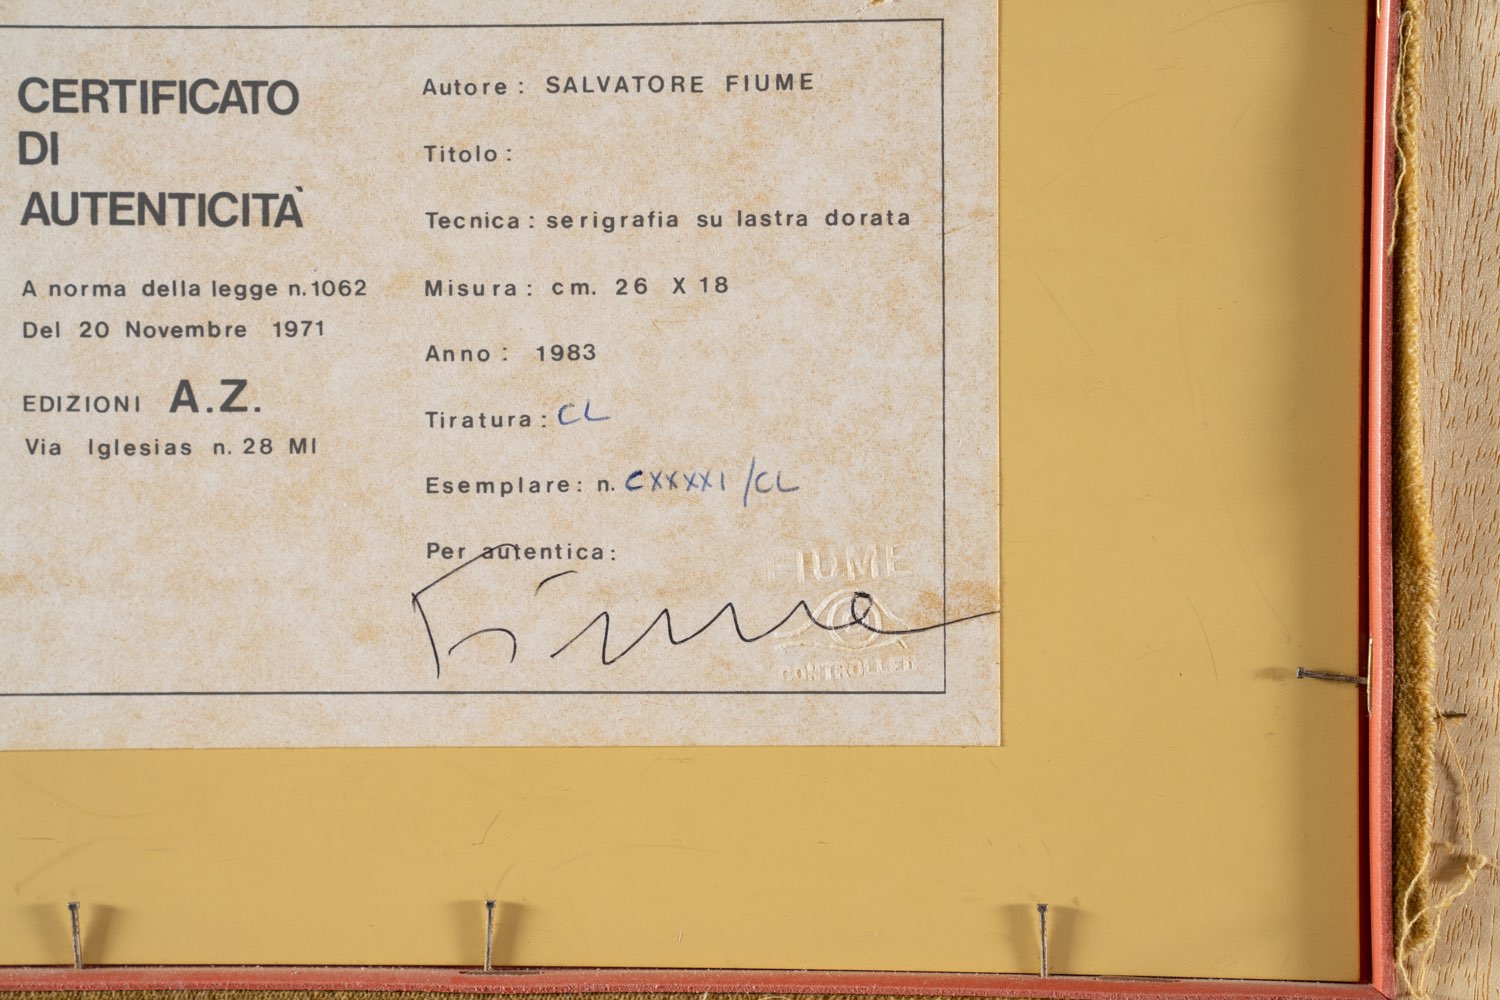 CERTIFICATO
DI
AUTENTICITÀ
A norma della legge n.1062
Del 20 Novembre 1971
EDIZIONI A.Z.
Via Iglesias n. 28 MI
Autore : SALVATORE FIUME
Titolo :
Tecnica : serigrafia su lastra dorata
Misura : cm. 26 X 18
Anno : 1983
Tiratura : CL
Esemplare : n. CXXXXI /CL
Per autentica :
Fiume
FIUME
CONTROLLED